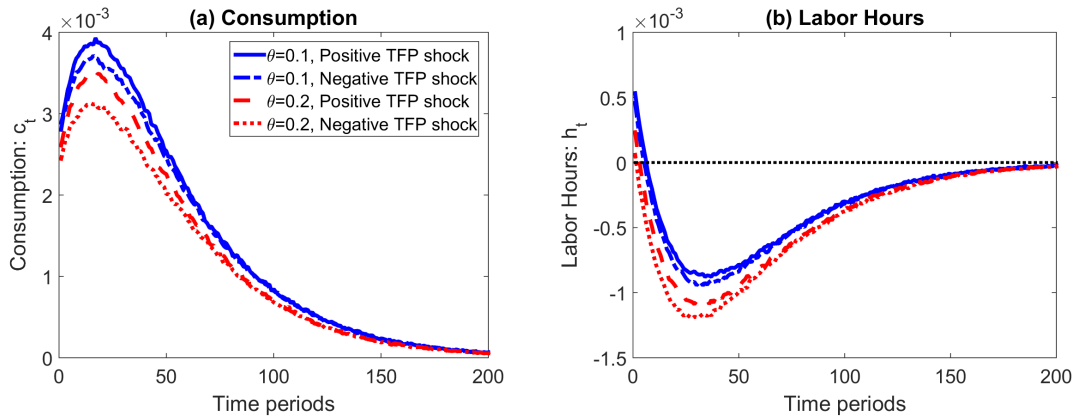 (a) Consumption
×10⁻³
4
3
2
1
0
0 50 100 150 200
Consumption: c_t
Time periods
θ=0.1, Positive TFP shock
θ=0.1, Negative TFP shock
θ=0.2, Positive TFP shock
θ=0.2, Negative TFP shock
(b) Labor Hours
×10⁻³
1
0.5
0
-0.5
-1
-1.5
0 50 100 150 200
Labor Hours: h_t
Time periods